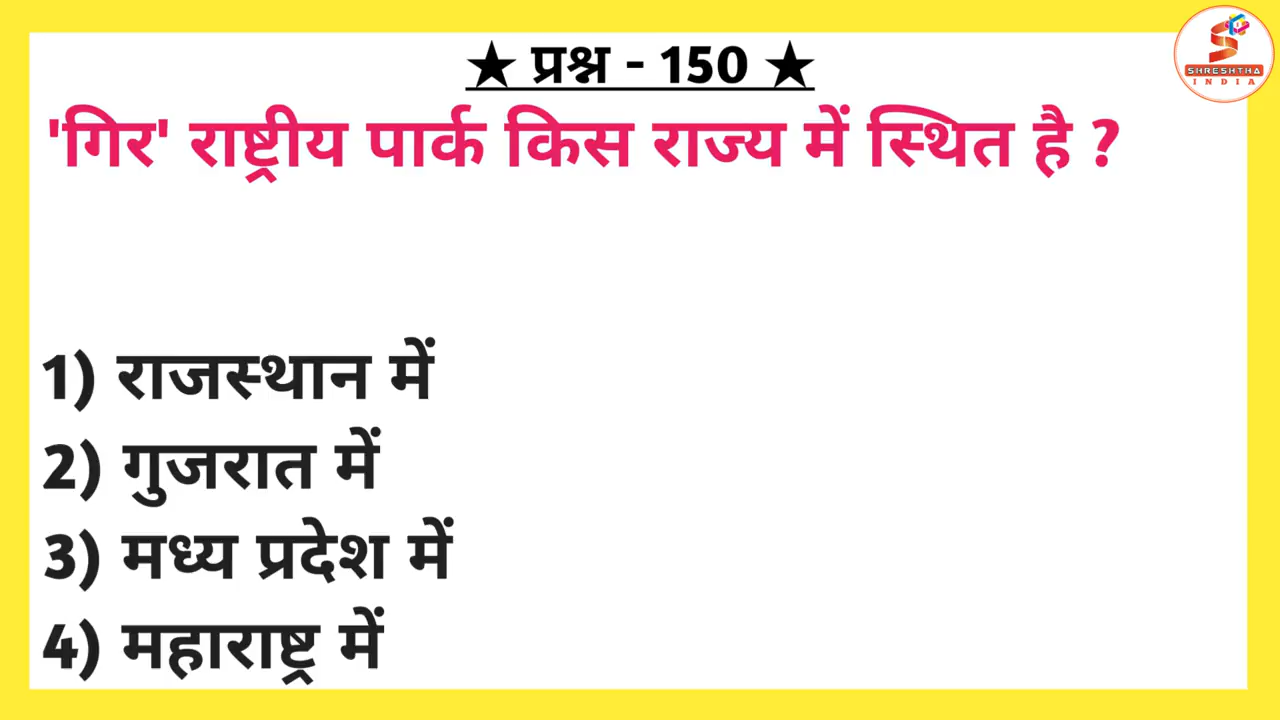 ★ प्रश्न - 150 ★
'गिर' राष्ट्रीय पार्क किस राज्य में स्थित है ?
1) राजस्थान में
2) गुजरात में
3) मध्य प्रदेश में
4) महाराष्ट्र में
SHRESHTHA
INDIA